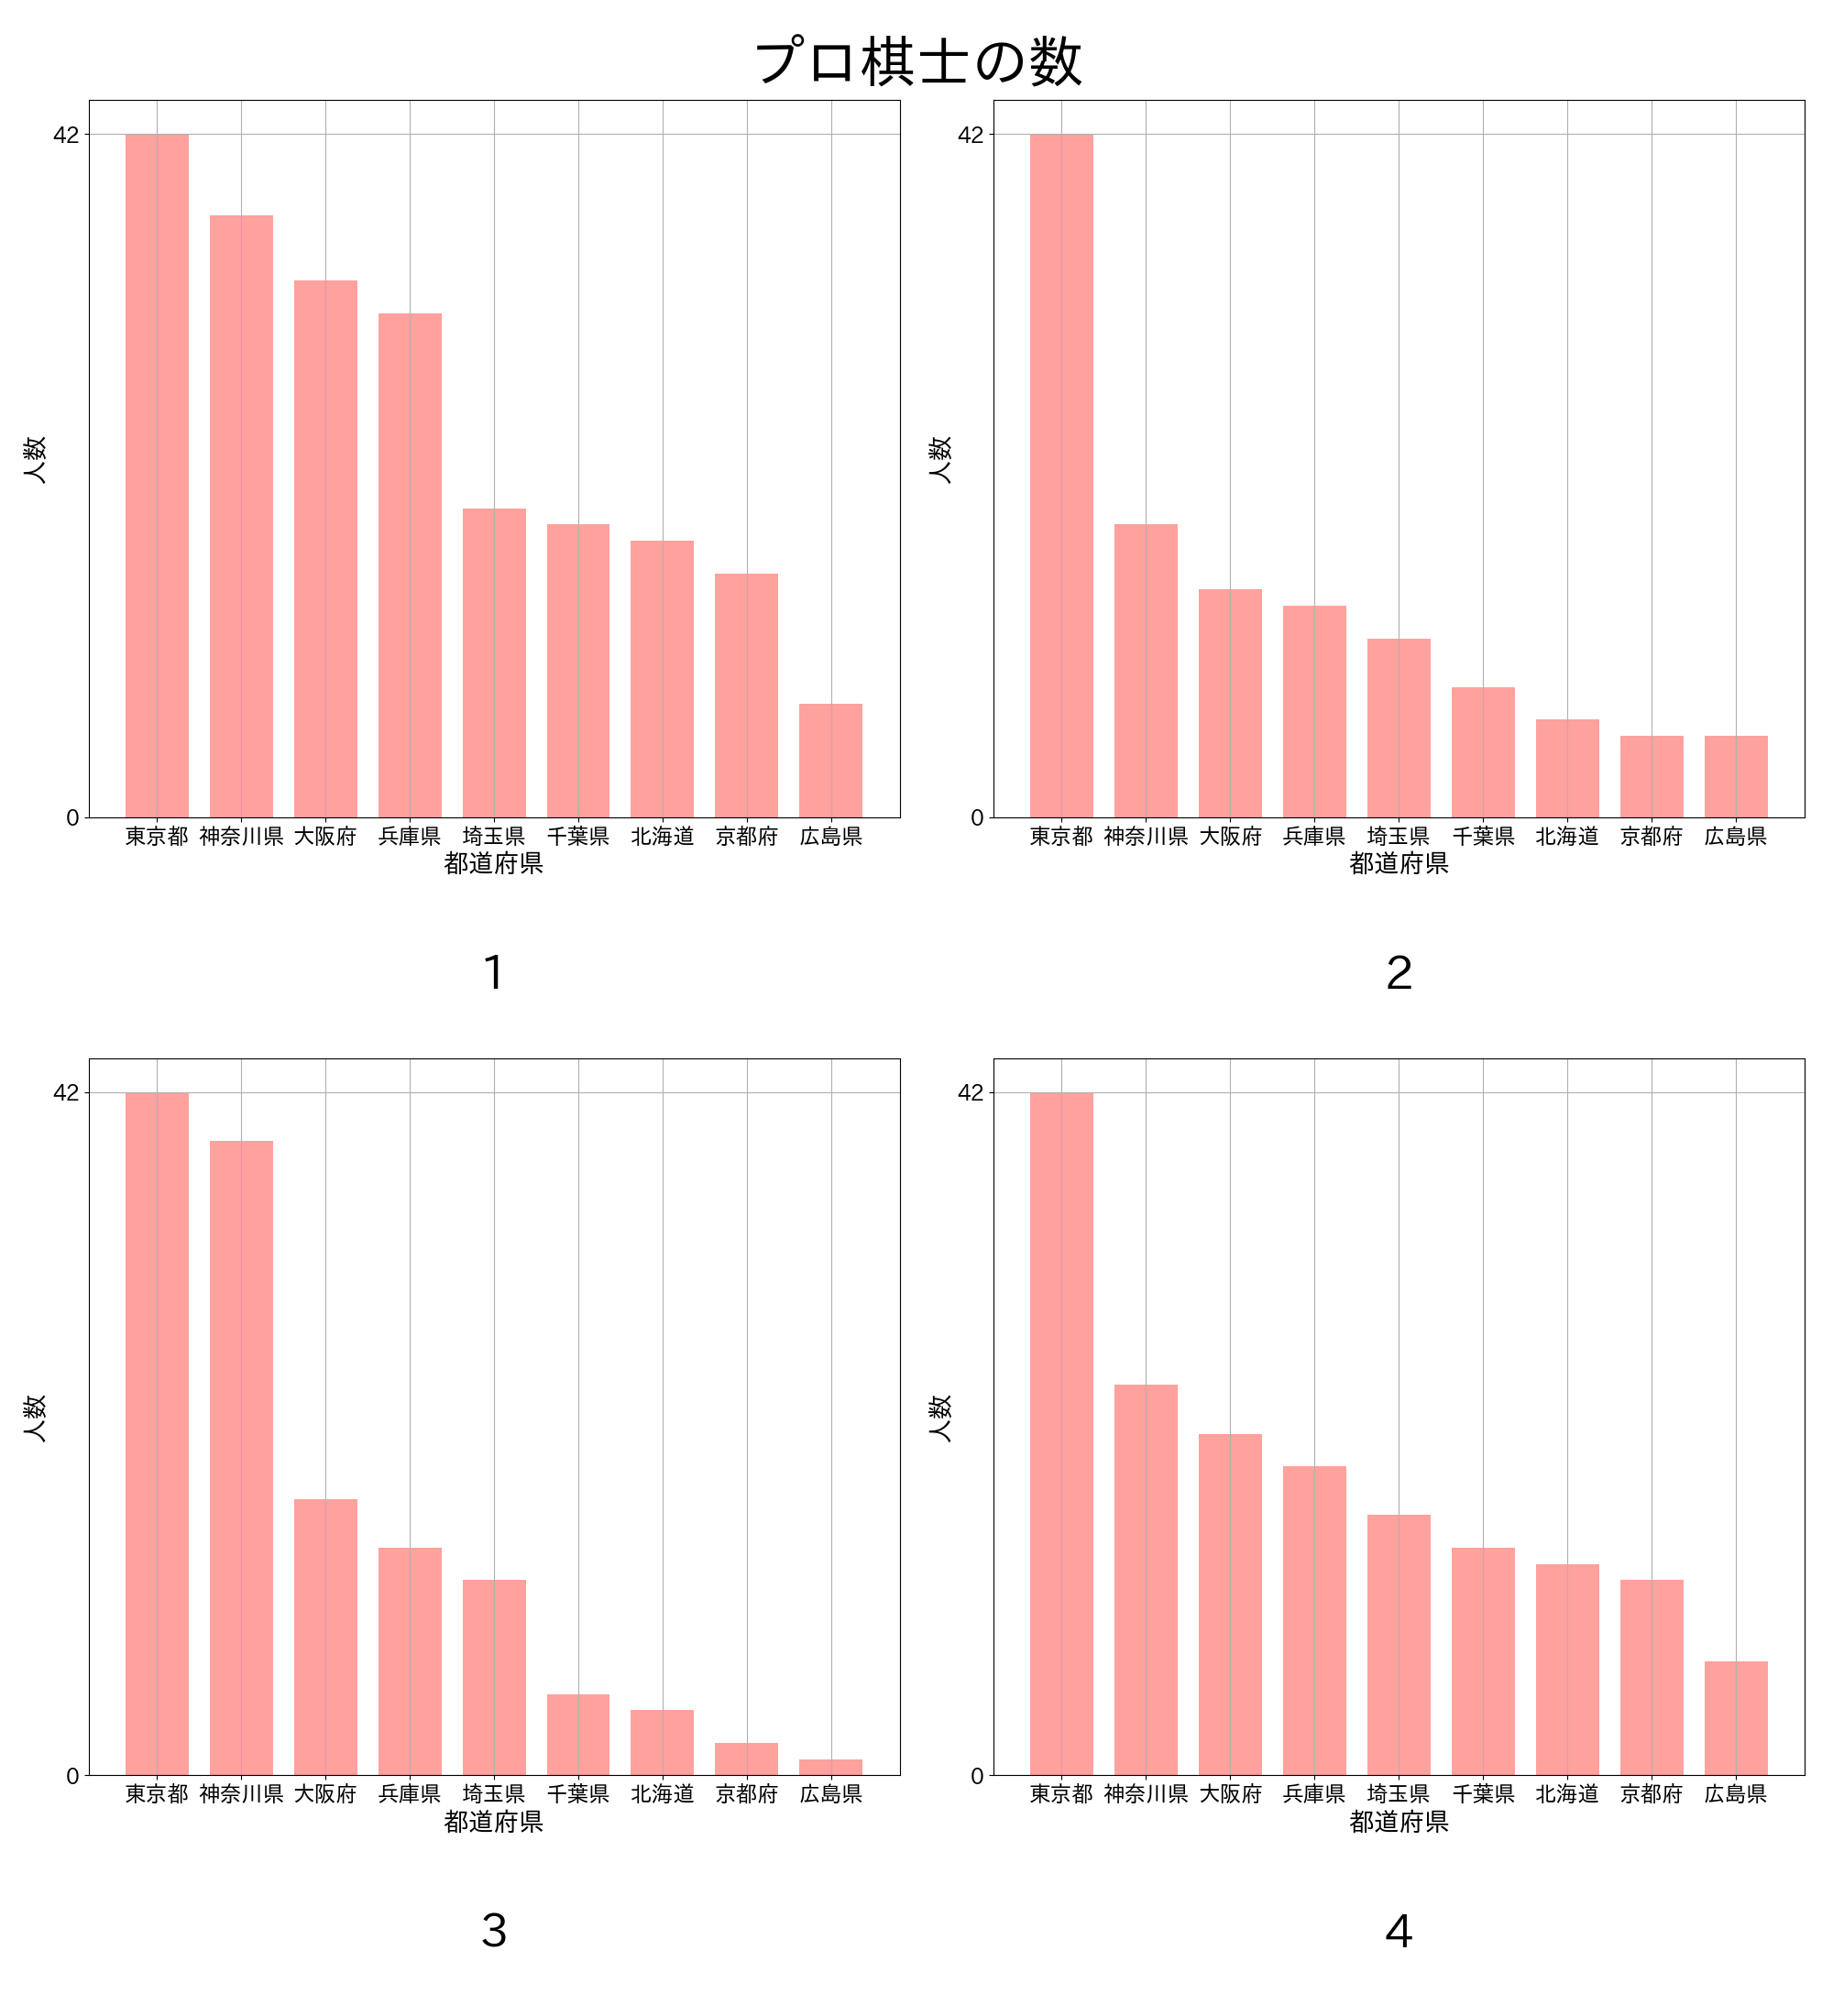 プロ棋士の数
42
0
人数
東京都 神奈川県 大阪府 兵庫県 埼玉県 千葉県 北海道 京都府 広島県
都道府県
1
42
0
人数
東京都 神奈川県 大阪府 兵庫県 埼玉県 千葉県 北海道 京都府 広島県
都道府県
2
42
0
人数
東京都 神奈川県 大阪府 兵庫県 埼玉県 千葉県 北海道 京都府 広島県
都道府県
3
42
0
人数
東京都 神奈川県 大阪府 兵庫県 埼玉県 千葉県 北海道 京都府 広島県
都道府県
4